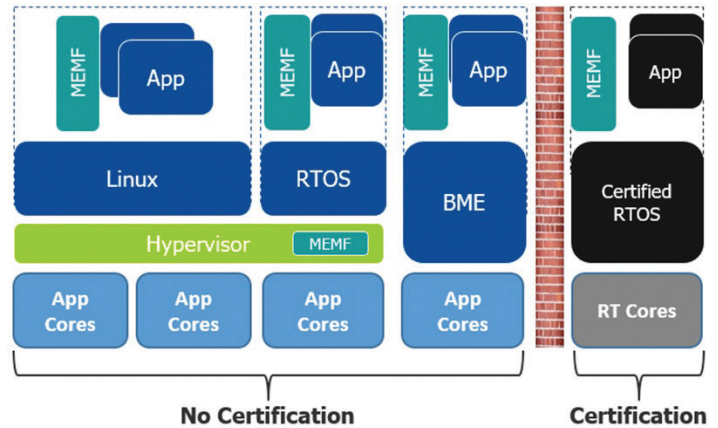 MEMF
App
MEMF
App
MEMF
App
MEMF
App
Linux
RTOS
BME
Certified
RTOS
Hypervisor
MEMF
App
Cores
App
Cores
App
Cores
App
Cores
RT Cores
No Certification
Certification